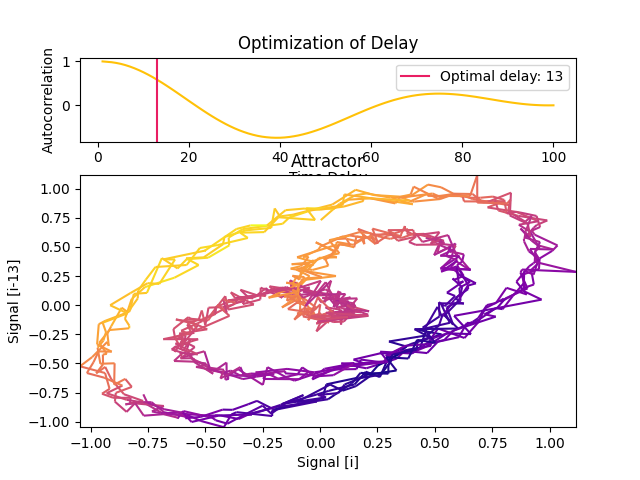 Optimization of Delay
Autocorrelation
1
0
Optimal delay: 13
0 20 40 60 80 100
Time Delay
Attractor
Signal [i-13]
1.00
0.75
0.50
0.25
0.00
−0.25
−0.50
−0.75
−1.00
−1.00 −0.75 −0.50 −0.25 0.00 0.25 0.50 0.75 1.00
Signal [i]